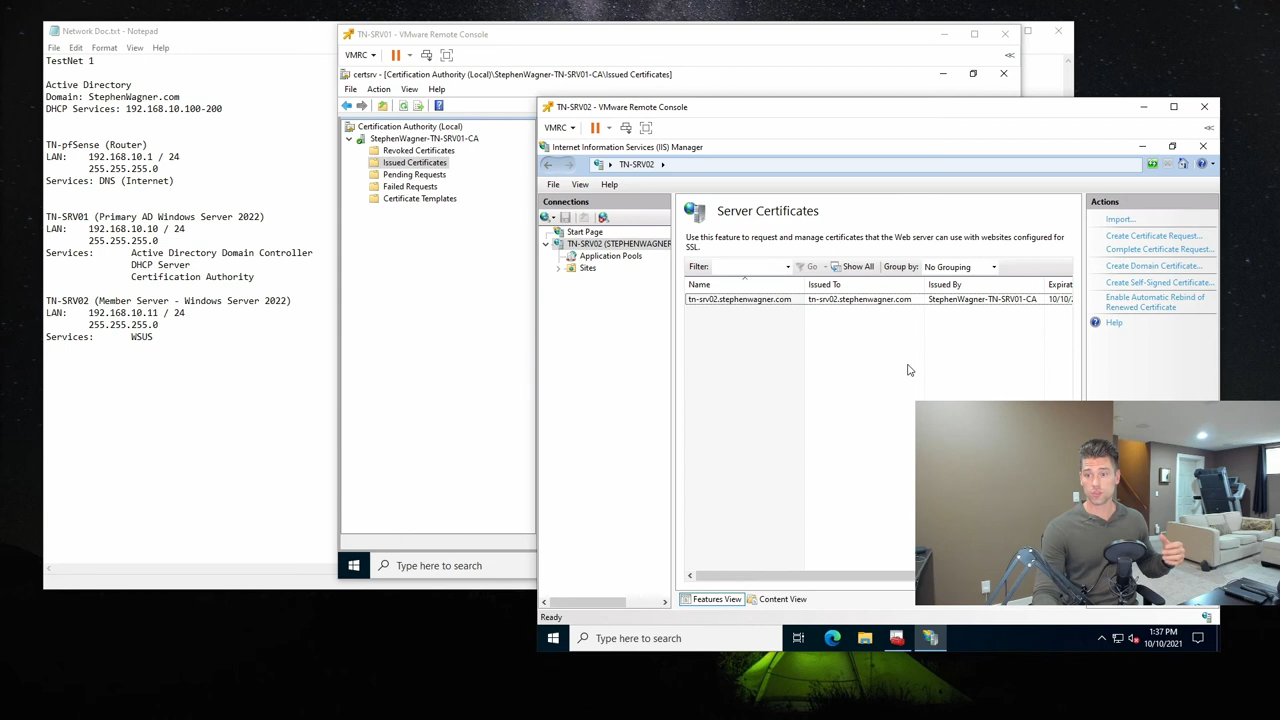 Network Doc.txt - Notepad
File Edit Format View Help
TestNet 1
Active Directory
Domain: StephenWagner.com
DHCP Services: 192.168.10.100-200
TN-pfSense (Router)
LAN: 192.168.10.1 / 24
255.255.255.0
Services: DNS (Internet)
TN-SRV01 (Primary AD Windows Server 2022)
LAN: 192.168.10.10 / 24
255.255.255.0
Services: Active Directory Domain Controller
DHCP Server
Certification Authority
TN-SRV02 (Member Server - Windows Server 2022)
LAN: 192.168.10.11 / 24
255.255.255.0
Services: WSUS
TN-SRV01 - VMware Remote Console
VMRC
certsrv - [Certification Authority (Local)\StephenWagner-TN-SRV01-CA\Issued Certificates]
File Action View Help
Certification Authority (Local)
StephenWagner-TN-SRV01-CA
Revoked Certificates
Issued Certificates
Pending Requests
Failed Requests
Certificate Templates
Type here to search
TN-SRV02 - VMware Remote Console
VMRC
Internet Information Services (IIS) Manager
TN-SRV02
File View Help
Connections
Start Page
TN-SRV02 (STEPHENWAGNER
Application Pools
Sites
Server Certificates
Use this feature to request and manage certificates that the Web server can use with websites configured for
SSL.
Filter: Go Show All Group by: No Grouping
Name Issued To Issued By Expirat
tn-srv02.stephenwagner.com tn-srv02.stephenwagner.com StephenWagner-TN-SRV01-CA 10/10/2
Features View Content View
Actions
Import...
Create Certificate Request...
Complete Certificate Request...
Create Domain Certificate...
Create Self-Signed Certificate...
Enable Automatic Rebind of
Renewed Certificate
Help
Ready
Type here to search
1:37 PM
10/10/2021